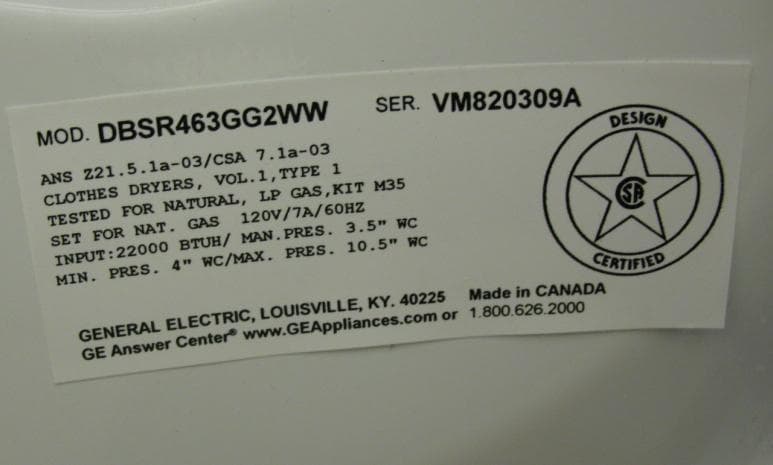 MOD. DBSR463GG2WW SER. VM820309A
ANS Z21.5.1a-03/CSA 7.1a-03
CLOTHES DRYERS, VOL.1,TYPE 1
TESTED FOR NATURAL, LP GAS,KIT M35
SET FOR NAT. GAS 120V/7A/60HZ
INPUT:22000 BTUH/ MAN.PRES. 3.5" WC
MIN. PRES. 4" WC/MAX. PRES. 10.5" WC
DESIGN
CSA
CERTIFIED
GENERAL ELECTRIC, LOUISVILLE, KY. 40225 Made in CANADA
GE Answer Center® www.GEAppliances.com or 1.800.626.2000